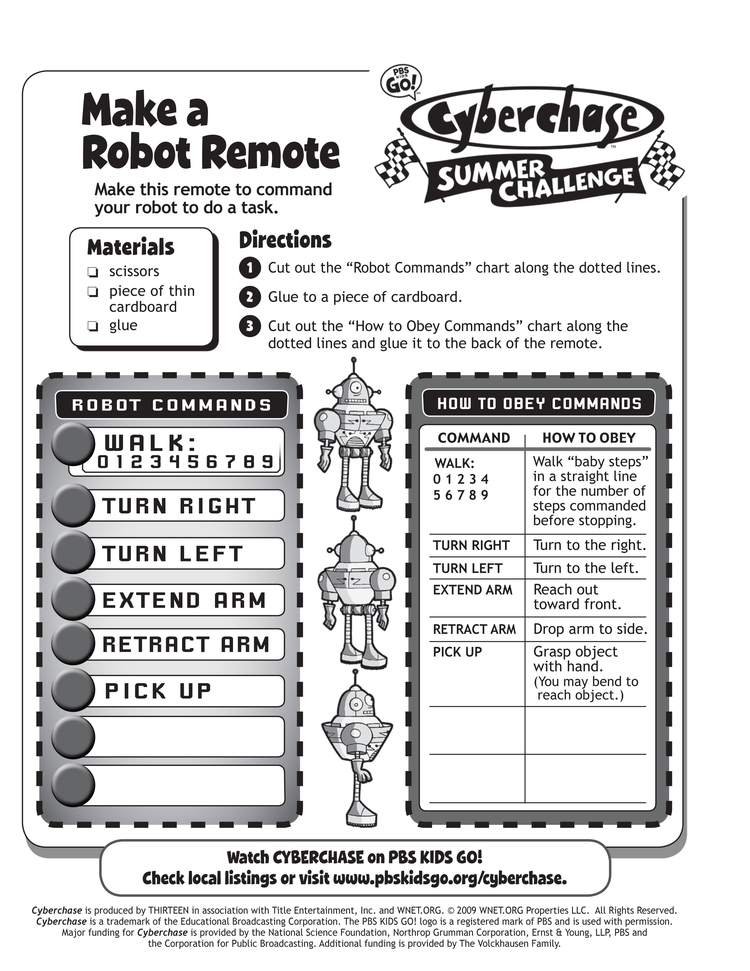 PBS
KIDS
GO!
Cyberchase™
SUMMER
CHALLENGE
Make a
Robot Remote
Make this remote to command
your robot to do a task.
Materials
❏ scissors
❏ piece of thin
cardboard
❏ glue
Directions
1 Cut out the “Robot Commands” chart along the dotted lines.
2 Glue to a piece of cardboard.
3 Cut out the “How to Obey Commands” chart along the
dotted lines and glue it to the back of the remote.
ROBOT COMMANDS
WALK:
0 1 2 3 4 5 6 7 8 9
TURN RIGHT
TURN LEFT
EXTEND ARM
RETRACT ARM
PICK UP
HOW TO OBEY COMMANDS
COMMAND HOW TO OBEY
WALK: Walk “baby steps”
0 1 2 3 4 in a straight line
5 6 7 8 9 for the number of
steps commanded
before stopping.
TURN RIGHT Turn to the right.
TURN LEFT Turn to the left.
EXTEND ARM Reach out
toward front.
RETRACT ARM Drop arm to side.
PICK UP Grasp object
with hand.
(You may bend to
reach object.)
Watch CYBERCHASE on PBS KIDS GO!
Check local listings or visit www.pbskidsgo.org/cyberchase.
Cyberchase is produced by THIRTEEN in association with Title Entertainment, Inc. and WNET.ORG. © 2009 WNET.ORG Properties LLC. All Rights Reserved.
Cyberchase is a trademark of the Educational Broadcasting Corporation. The PBS KIDS GO! logo is a registered mark of PBS and is used with permission.
Major funding for Cyberchase is provided by the National Science Foundation, Northrop Grumman Corporation, Ernst & Young, LLP, PBS and
the Corporation for Public Broadcasting. Additional funding is provided by The Volckhausen Family.